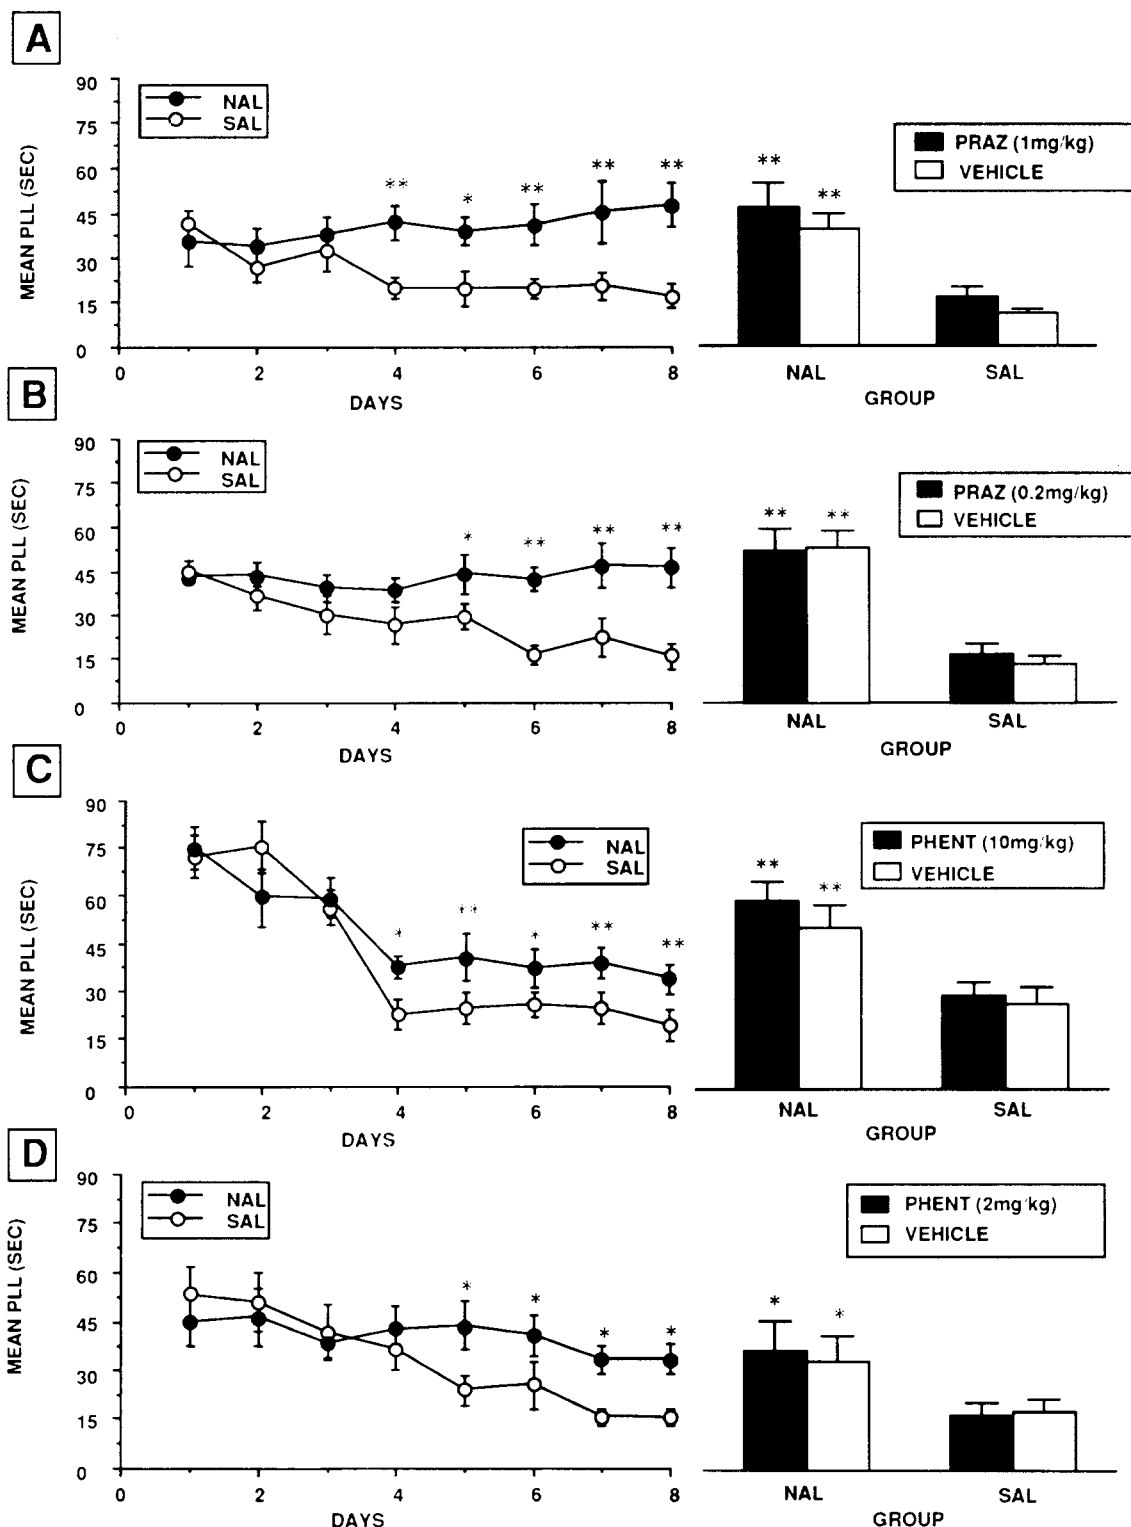 A
90
75
60
45
30
15
0
MEAN PLL (SEC)
NAL
SAL
** * ** ** **
0 2 4 6 8
DAYS
PRAZ (1mg/kg)
VEHICLE
** **
NAL SAL
GROUP
B
90
75
60
45
30
15
0
MEAN PLL (SEC)
NAL
SAL
* ** ** **
0 2 4 6 8
DAYS
PRAZ (0.2mg/kg)
VEHICLE
** **
NAL SAL
GROUP
C
90
75
60
45
30
15
0
MEAN PLL (SEC)
NAL
SAL
* ** * ** **
0 2 4 6 8
DAYS
PHENT (10mg/kg)
VEHICLE
** **
NAL SAL
GROUP
D
90
75
60
45
30
15
0
MEAN PLL (SEC)
NAL
SAL
* * * *
0 2 4 6 8
DAYS
PHENT (2mg/kg)
VEHICLE
* *
NAL SAL
GROUP